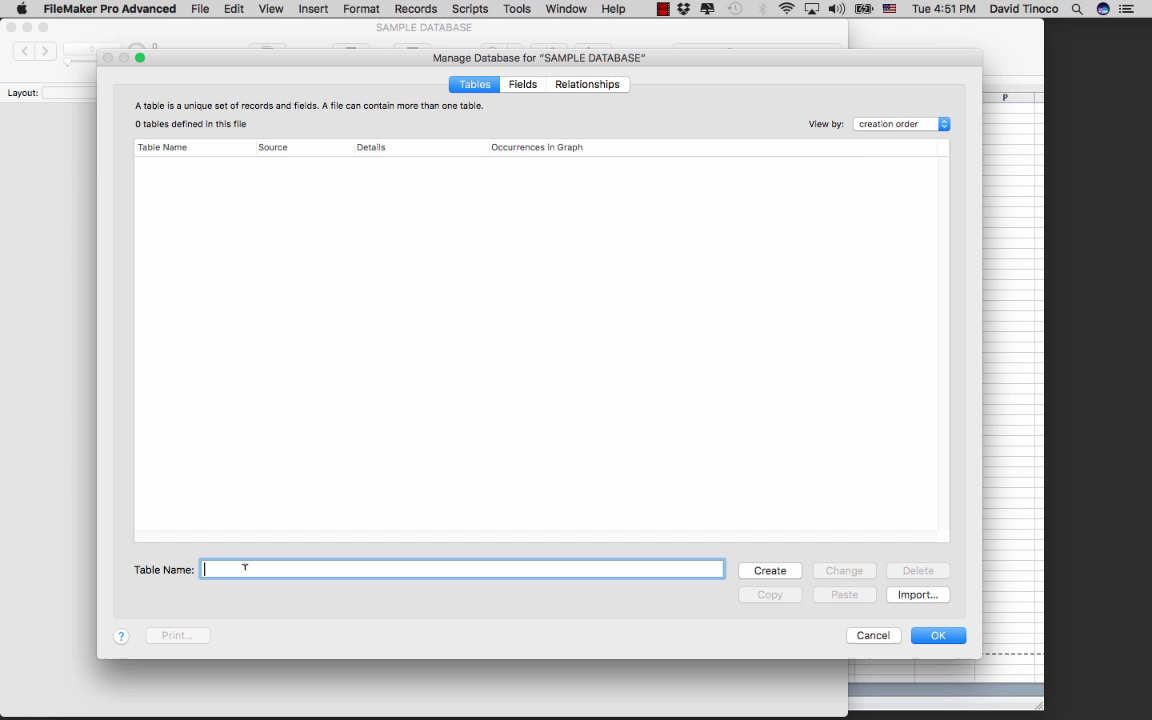 FileMaker Pro Advanced File Edit View Insert Format Records Scripts Tools Window Help Tue 4:51 PM David Tinoco
SAMPLE DATABASE
Manage Database for “SAMPLE DATABASE”
Layout:
P
Tables Fields Relationships
A table is a unique set of records and fields. A file can contain more than one table.
0 tables defined in this file
View by: creation order
Table Name Source Details Occurrences in Graph
Table Name:
Create Change Delete
Copy Paste Import...
? Print... Cancel OK